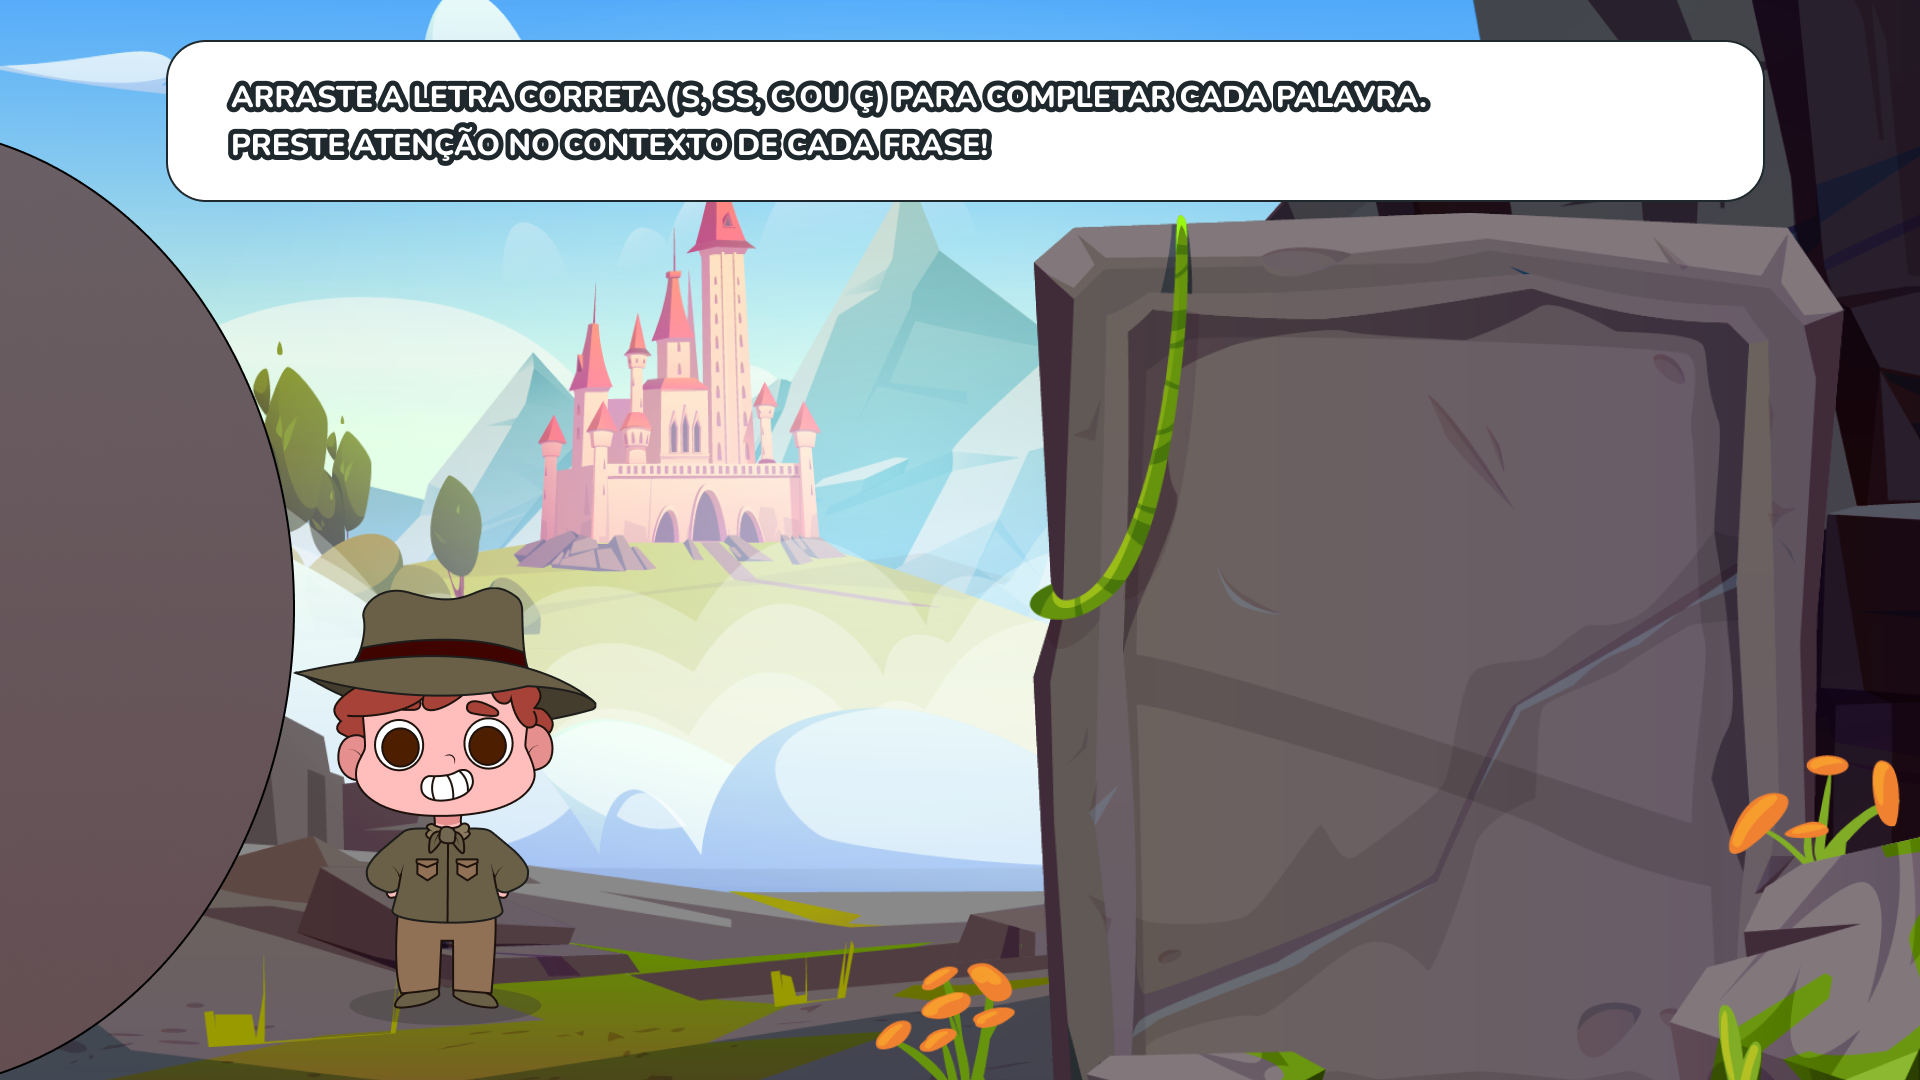 ARRASTE A LETRA CORRETA (S, SS, C OU Ç) PARA COMPLETAR CADA PALAVRA.
PRESTE ATENÇÃO NO CONTEXTO DE CADA FRASE!